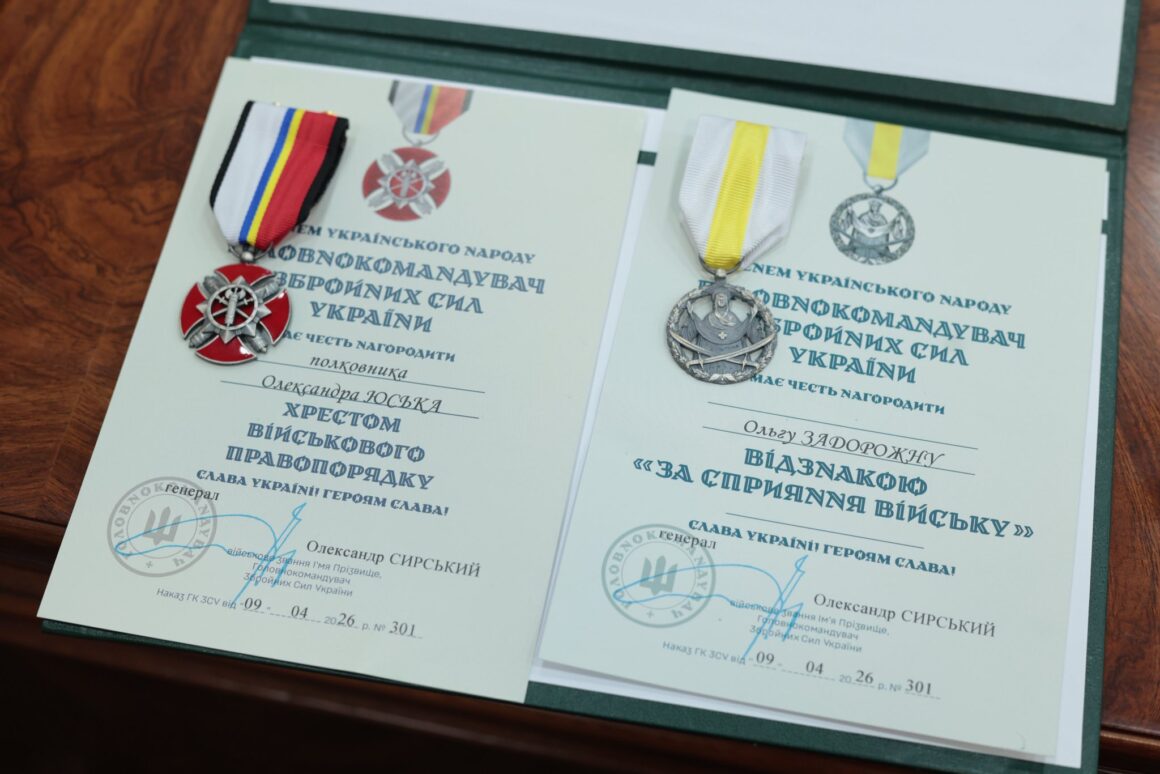 УКРАЇНСЬКОГО НАРОДУ
ГОЛОВНОКОМАНДУВАЧ
ЗБРОЙНИХ СИЛ
УКРАЇНИ
МАЄ ЧЕСТЬ НАГОРОДИТИ
полковника
Олександра ЮСЬКА
ХРЕСТОМ
ВІЙСЬКОВОГО
ПРАВОПОРЯДКУ
СЛАВА УКРАЇНІ! ГЕРОЯМ СЛАВА!
генерал
ГОЛОВНОКОМАНДУВАЧ
Олександр СИРСЬКИЙ
військове звання Ім'я Прізвище,
Головнокомандувач
Збройних Сил України
Наказ ГК ЗСУ від "09" 04 2026 р. № 301
УКРАЇНСЬКОГО НАРОДУ
ГОЛОВНОКОМАНДУВАЧ
ЗБРОЙНИХ СИЛ
УКРАЇНИ
МАЄ ЧЕСТЬ НАГОРОДИТИ
Ольгу ЗАДОРОЖНУ
ВІДЗНАКОЮ
«ЗА СПРИЯННЯ ВІЙСЬКУ»
СЛАВА УКРАЇНІ! ГЕРОЯМ СЛАВА!
генерал
ГОЛОВНОКОМАНДУВАЧ
Олександр СИРСЬКИЙ
військове звання Ім'я Прізвище,
Головнокомандувач
Збройних Сил України
Наказ ГК ЗСУ від "09" 04 2026 р. № 301